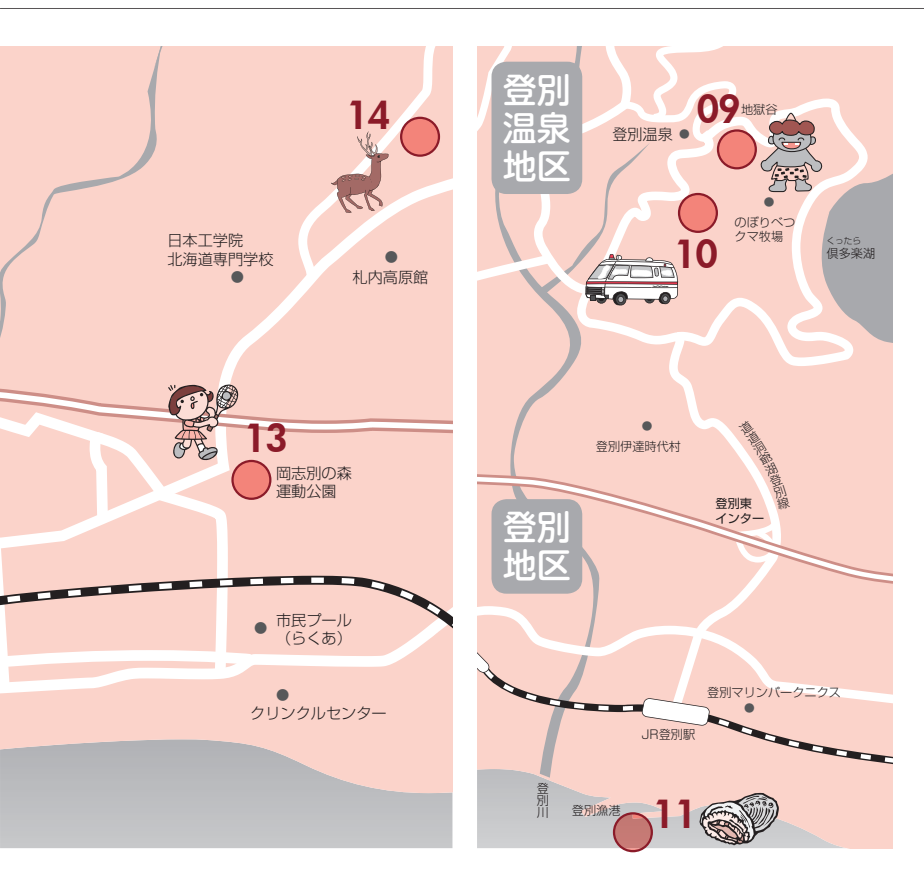 14
日本工学院
北海道専門学校
札内高原館
13
岡志別の森
運動公園
市民プール
（らくあ）
クリンクルセンター
登別
温泉
地区
09
地獄谷
登別温泉
のぼりべつ
クマ牧場
10
くったら
倶多楽湖
登別伊達時代村
登別東
インター
登別
地区
登別マリンパークニクス
JR登別駅
登別川
登別漁港
11